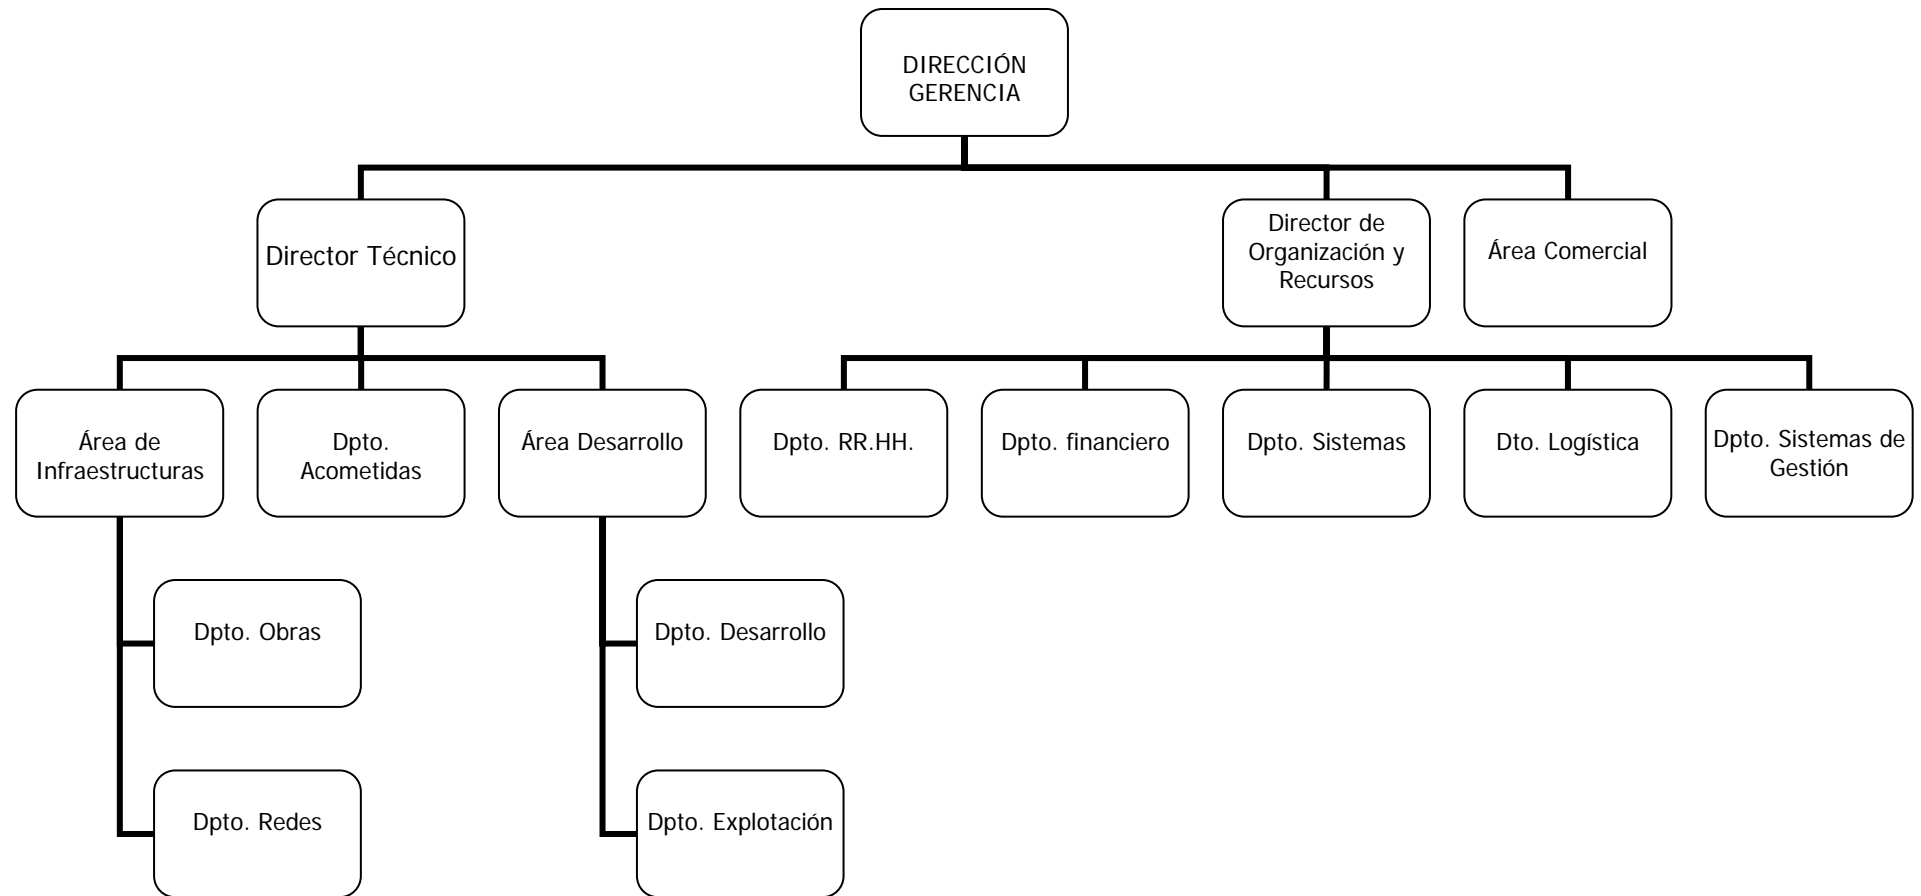 DIRECCIÓN
GERENCIA
Director Técnico
Director de
Organización y
Recursos
Área Comercial
Área de
Infraestructuras
Dpto.
Acometidas
Área Desarrollo
Dpto. RR.HH.
Dpto. financiero
Dpto. Sistemas
Dto. Logística
Dpto. Sistemas de
Gestión
Dpto. Obras
Dpto. Desarrollo
Dpto. Redes
Dpto. Explotación